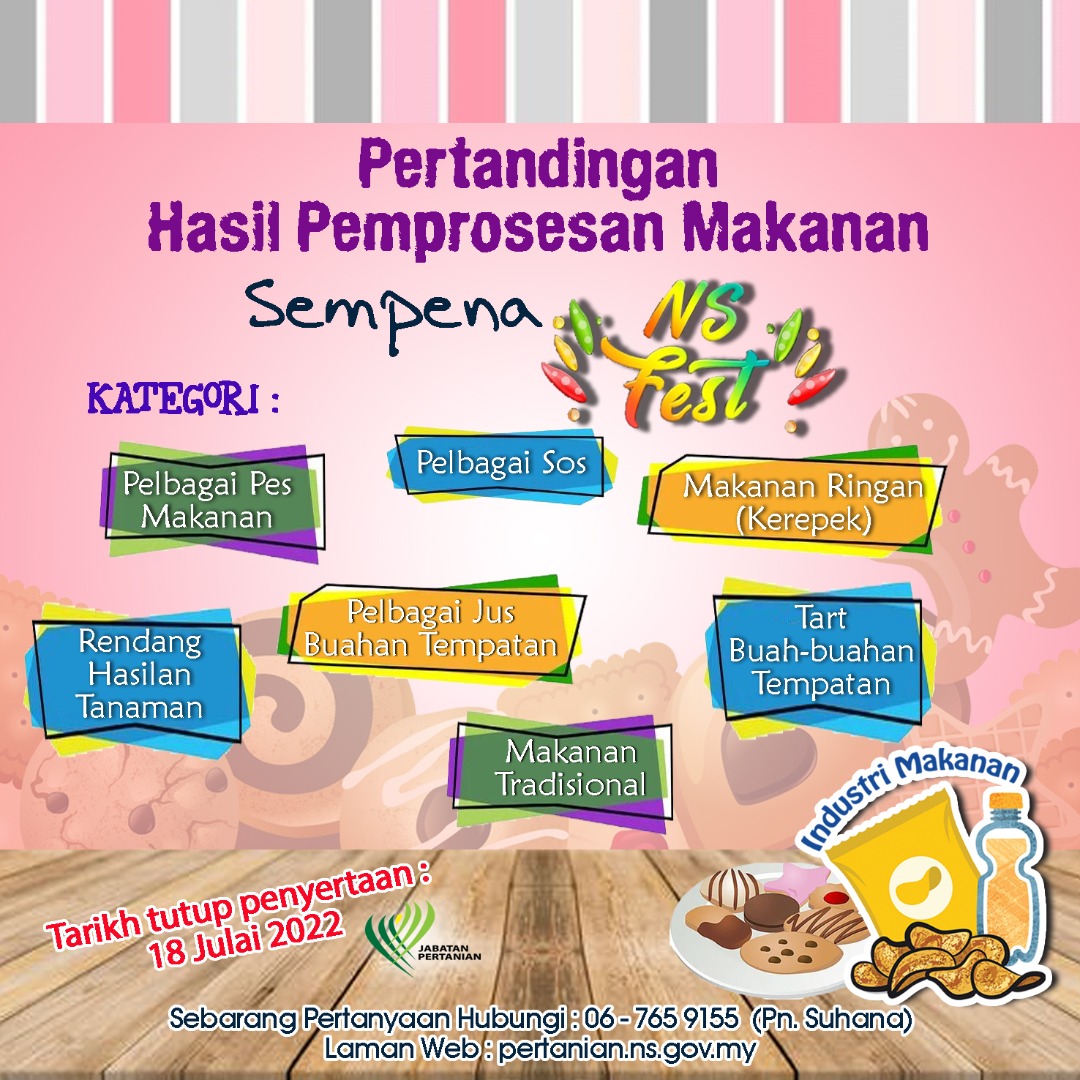 Pertandingan
Hasil Pemprosesan Makanan
Sempena
NS
Fest
KATEGORI :
Pelbagai Pes
Makanan
Pelbagai Sos
Makanan Ringan
(Kerepek)
Rendang
Hasilan
Tanaman
Pelbagai Jus
Buahan Tempatan
Tart
Buah-buahan
Tempatan
Makanan
Tradisional
Industri Makanan
Tarikh tutup penyertaan :
18 Julai 2022
JABATAN
PERTANIAN
Sebarang Pertanyaan Hubungi : 06 - 765 9155 (Pn. Suhana)
Laman Web : pertanian.ns.gov.my